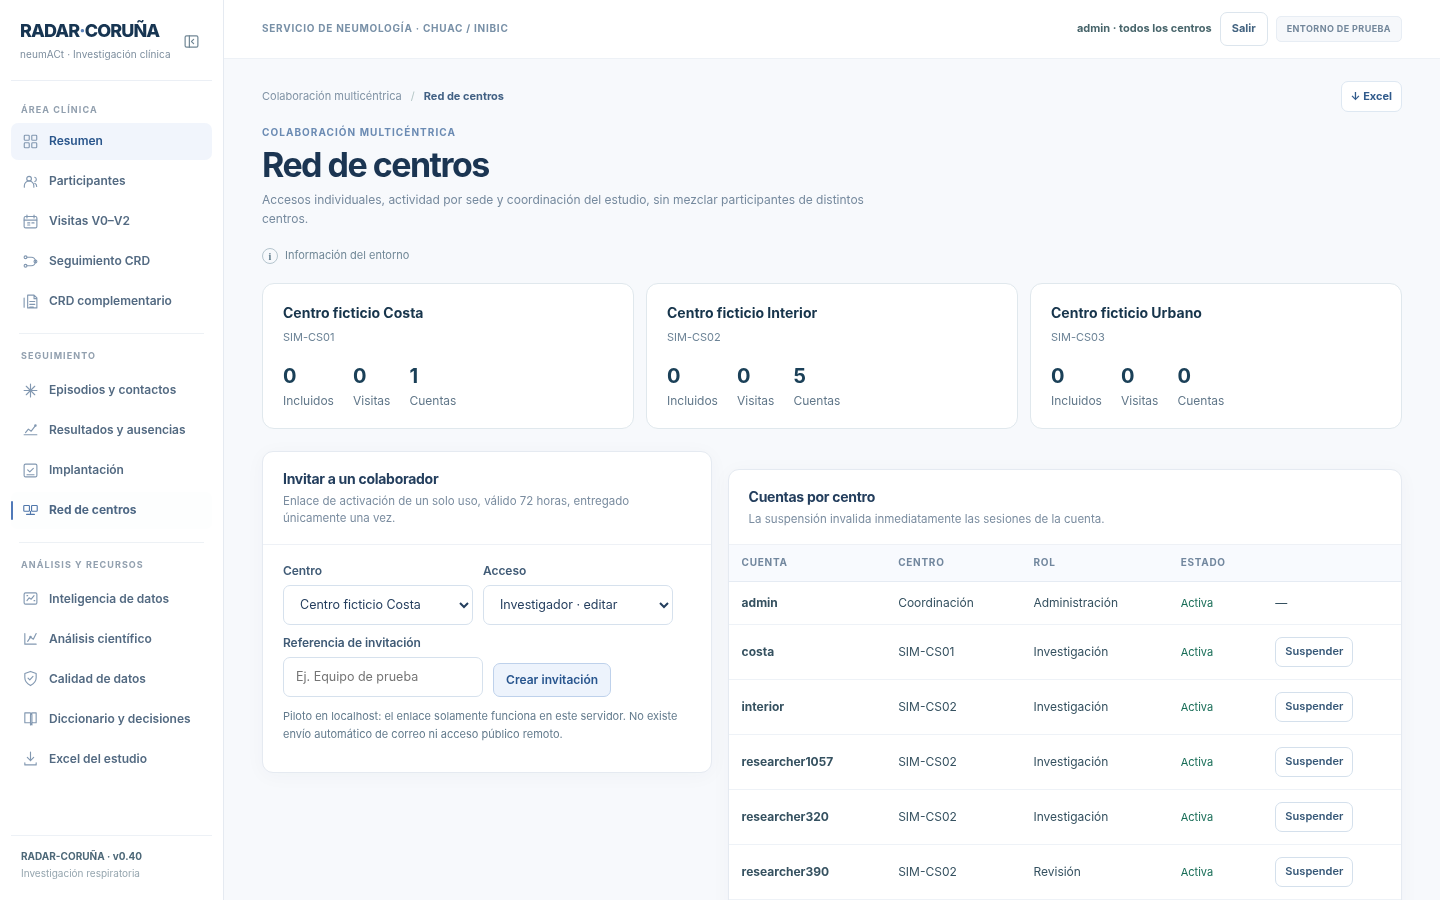 RADAR·CORUÑA
neumACt · Investigación clínica
ÁREA CLÍNICA
Resumen
Participantes
Visitas V0–V2
Seguimiento CRD
CRD complementario
SEGUIMIENTO
Episodios y contactos
Resultados y ausencias
Implantación
Red de centros
ANÁLISIS Y RECURSOS
Inteligencia de datos
Análisis científico
Calidad de datos
Diccionario y decisiones
Excel del estudio
RADAR-CORUÑA · v0.40
Investigación respiratoria
SERVICIO DE NEUMOLOGÍA · CHUAC / INIBIC
admin · todos los centros
Salir
ENTORNO DE PRUEBA
Colaboración multicéntrica / Red de centros
↓ Excel
COLABORACIÓN MULTICÉNTRICA
Red de centros
Accesos individuales, actividad por sede y coordinación del estudio, sin mezclar participantes de distintos
centros.
i Información del entorno
Centro ficticio Costa
SIM-CS01
0 0 1
Incluidos Visitas Cuentas
Centro ficticio Interior
SIM-CS02
0 0 5
Incluidos Visitas Cuentas
Centro ficticio Urbano
SIM-CS03
0 0 0
Incluidos Visitas Cuentas
Invitar a un colaborador
Enlace de activación de un solo uso, válido 72 horas, entregado
únicamente una vez.
Centro Acceso
Centro ficticio Costa Investigador · editar
Referencia de invitación
Ej. Equipo de prueba Crear invitación
Piloto en localhost: el enlace solamente funciona en este servidor. No existe
envío automático de correo ni acceso público remoto.
Cuentas por centro
La suspensión invalida inmediatamente las sesiones de la cuenta.
CUENTA CENTRO ROL ESTADO
admin Coordinación Administración Activa —
costa SIM-CS01 Investigación Activa Suspender
interior SIM-CS02 Investigación Activa Suspender
researcher1057 SIM-CS02 Investigación Activa Suspender
researcher320 SIM-CS02 Investigación Activa Suspender
researcher390 SIM-CS02 Revisión Activa Suspender